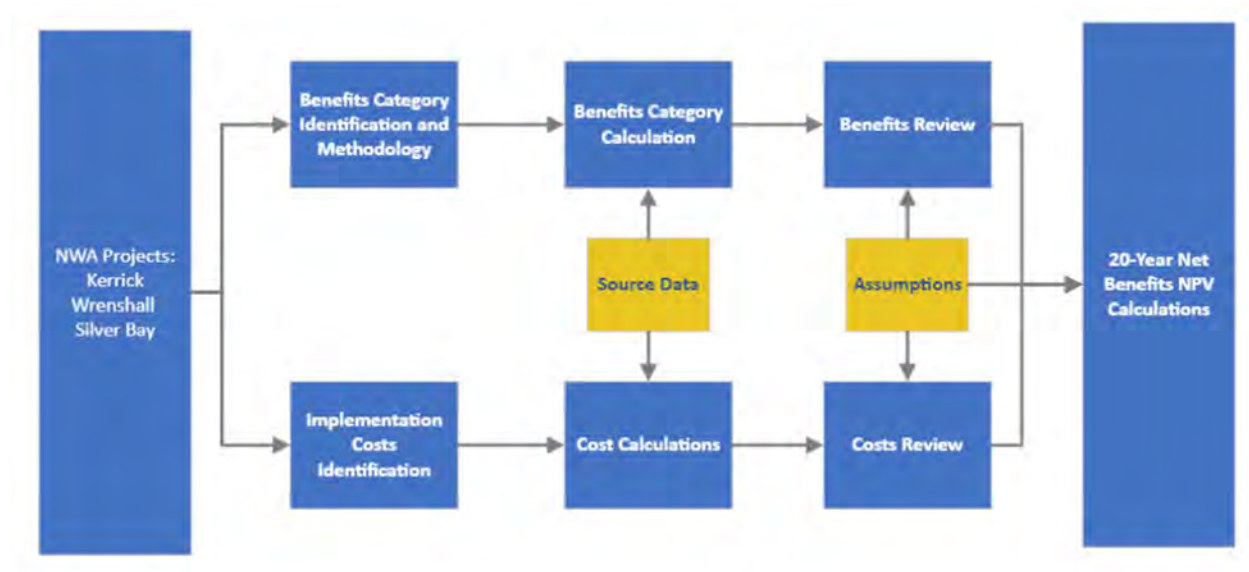 NWA Projects:
Kerrick
Wrenshall
Silver Bay
Benefits Category
Identification and
Methodology
Benefits Category
Calculation
Benefits Review
Source Data
Assumptions
Implementation
Costs
Identification
Cost Calculations
Costs Review
20-Year Net
Benefits NPV
Calculations